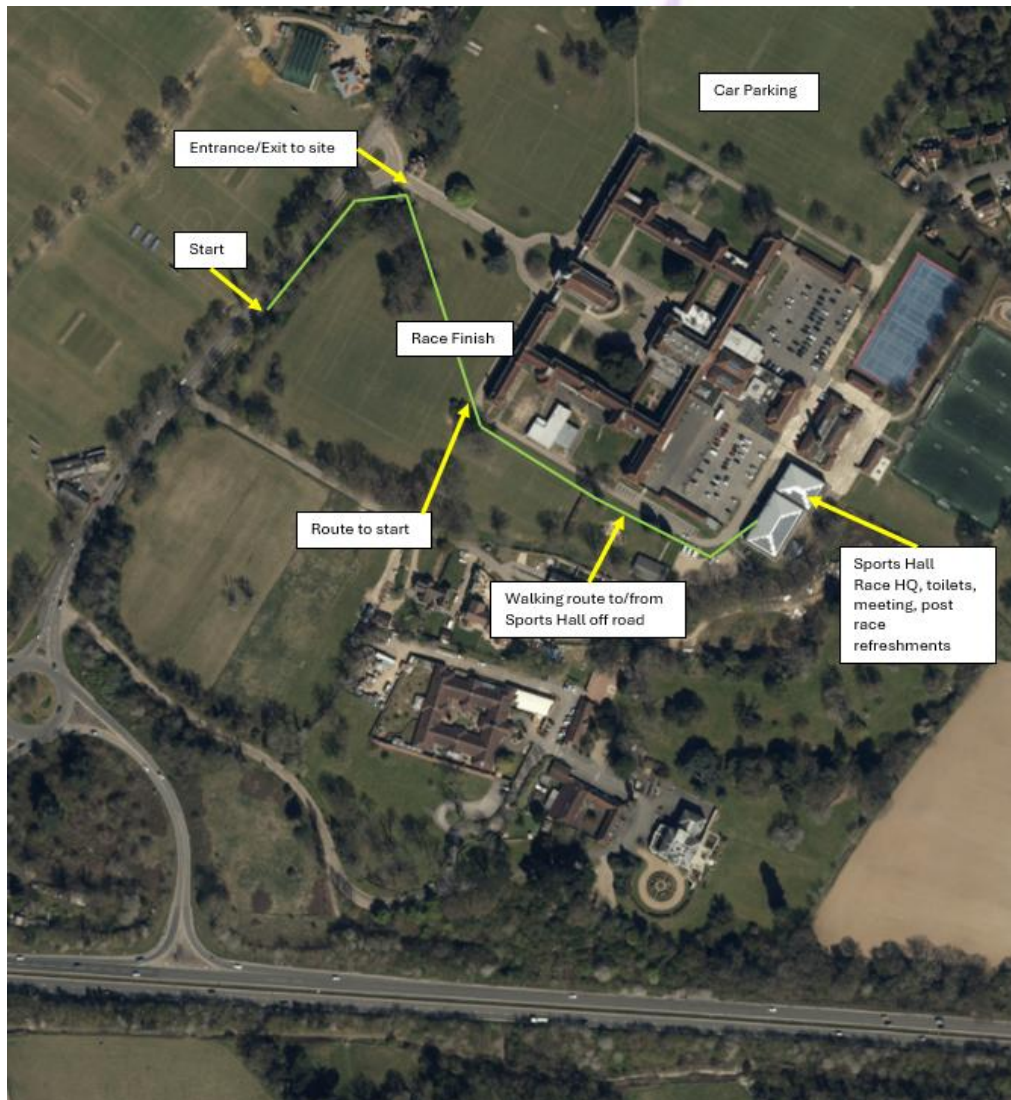 Car Parking
Entrance/Exit to site
Start
Race Finish
Route to start
Walking route to/from
Sports Hall off road
Sports Hall
Race HQ, toilets,
meeting, post
race
refreshments